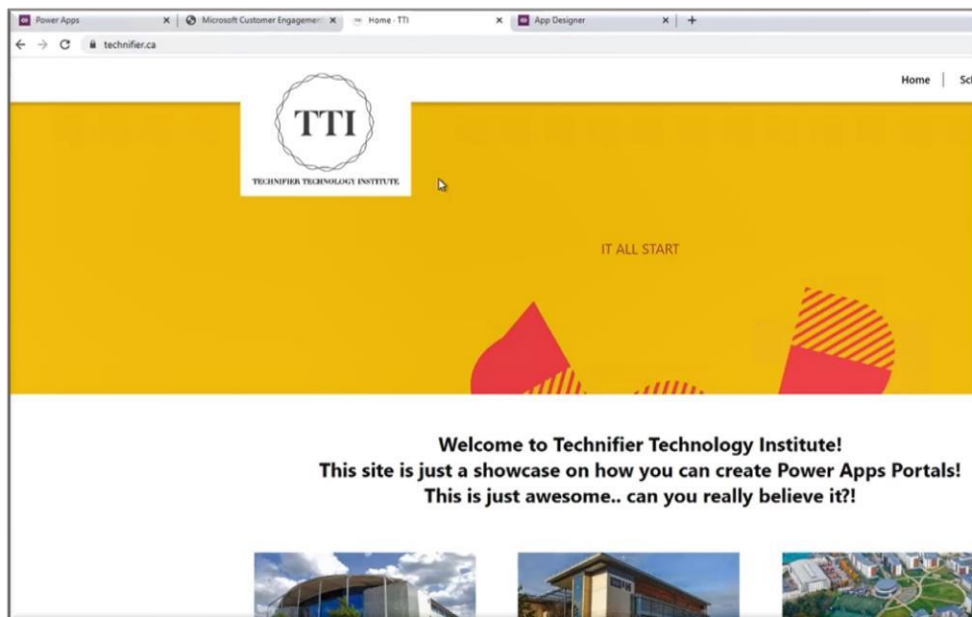 Power Apps
Microsoft Customer Engagement
Home - TTI
App Designer
technifier.ca
Home
TTI
TECHNIFIER TECHNOLOGY INSTITUTE
IT ALL START
Welcome to Technifier Technology Institute!
This site is just a showcase on how you can create Power Apps Portals!
This is just awesome.. can you really believe it?!